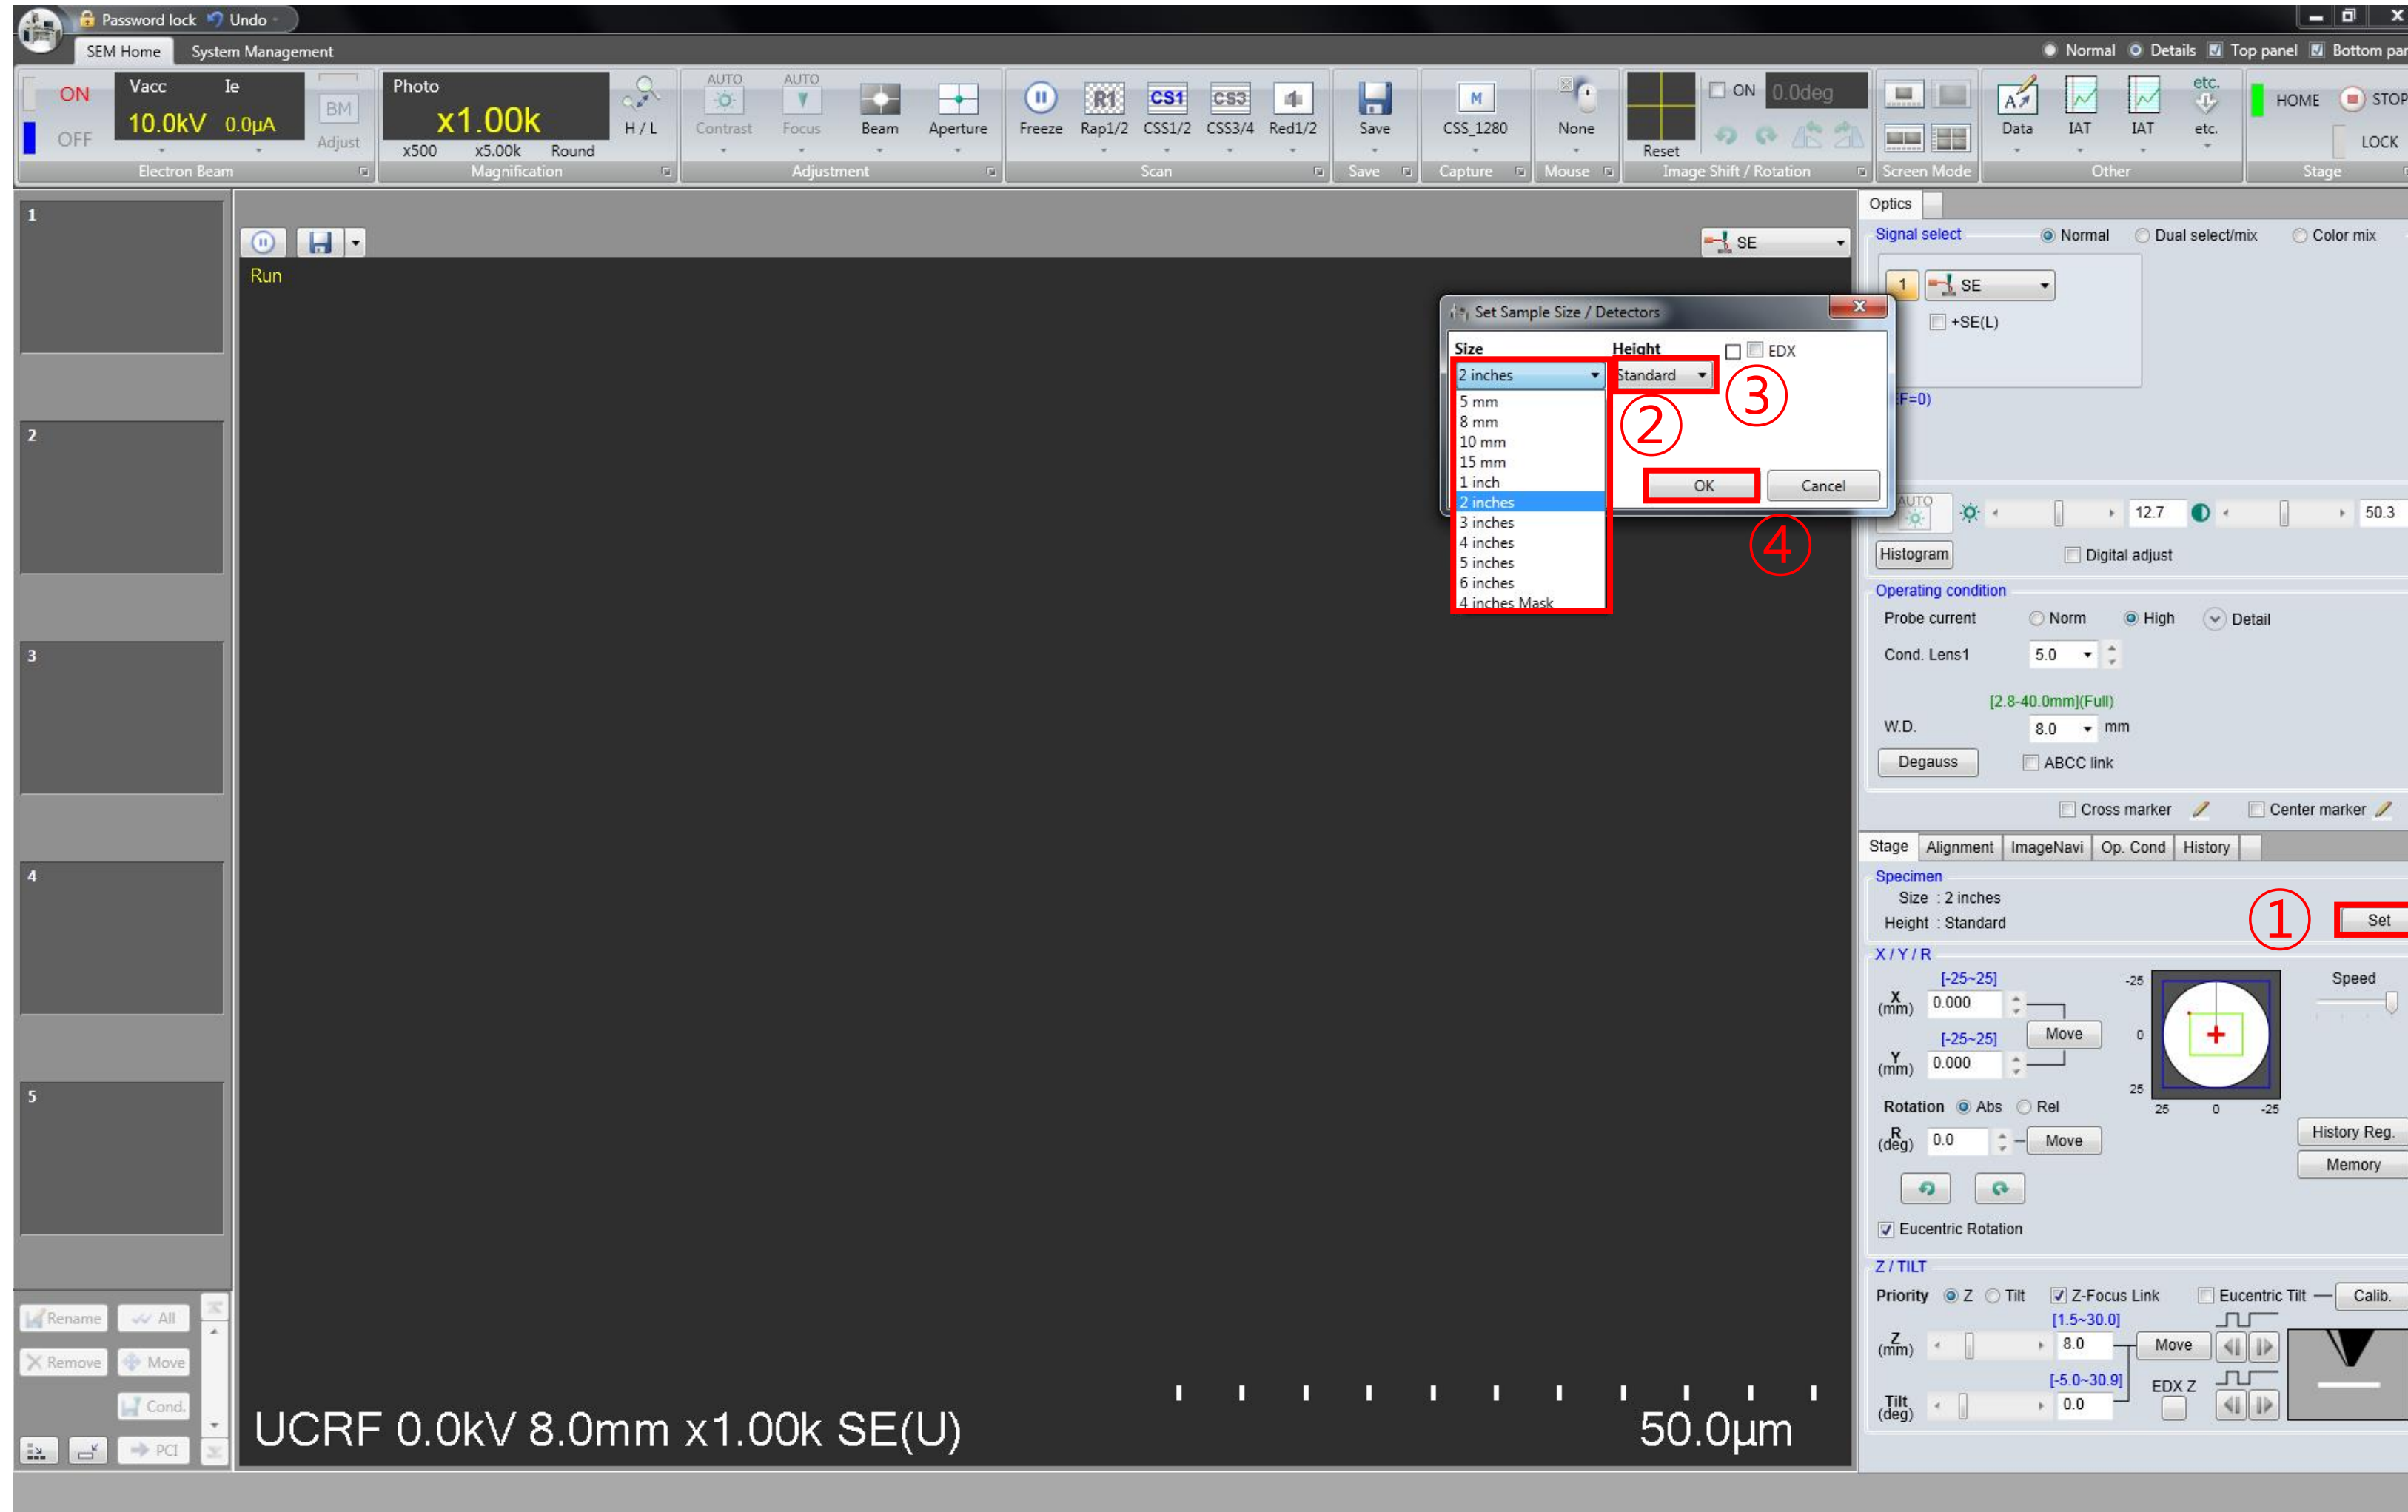 Password lock Undo
SEM Home System Management
Normal Details Top panel Bottom par
ON OFF
Vacc Ie
10.0kV 0.0µA
BM
Adjust
Electron Beam
Photo
x1.00k
x500 x5.00k Round
H / L
Magnification
AUTO AUTO
Contrast Focus Beam Aperture
Adjustment
R1 CS1 CS3 4
Freeze Rap1/2 CSS1/2 CSS3/4 Red1/2
Scan
Save
Save
M
CSS_1280
Capture
None
Mouse
ON 0.0deg
Reset
Image Shift / Rotation
Screen Mode
etc.
Data IAT IAT etc.
Other
HOME STOP
LOCK
Stage
1
2
3
4
5
Run
SE
Set Sample Size / Detectors
Size Height EDX
2 inches Standard
5 mm
8 mm
10 mm
15 mm
1 inch
2 inches
3 inches
4 inches
5 inches
6 inches
4 inches Mask
② ③
OK Cancel
④
Optics
Signal select Normal Dual select/mix Color mix
1 SE
+SE(L)
F=0)
AUTO 12.7 50.3
Histogram Digital adjust
Operating condition
Probe current Norm High Detail
Cond. Lens1 5.0
[2.8-40.0mm](Full)
W.D. 8.0 mm
Degauss ABCC link
Cross marker Center marker
Stage Alignment ImageNavi Op. Cond History
Specimen
Size : 2 inches
Height : Standard
① Set
X / Y / R
[-25~25]
X (mm) 0.000
[-25~25]
Move
Y (mm) 0.000
-25
0
25
25 0 -25
Speed
Rotation Abs Rel
R (deg) 0.0 Move
History Reg.
Memory
Eucentric Rotation
Z / TILT
Priority Z Tilt Z-Focus Link Eucentric Tilt Calib.
[1.5~30.0]
Z (mm) 8.0 Move
[-5.0~30.9]
EDX Z
Tilt (deg) 0.0
Rename All
Remove Move
Cond.
PCI
UCRF 0.0kV 8.0mm x1.00k SE(U) 50.0µm